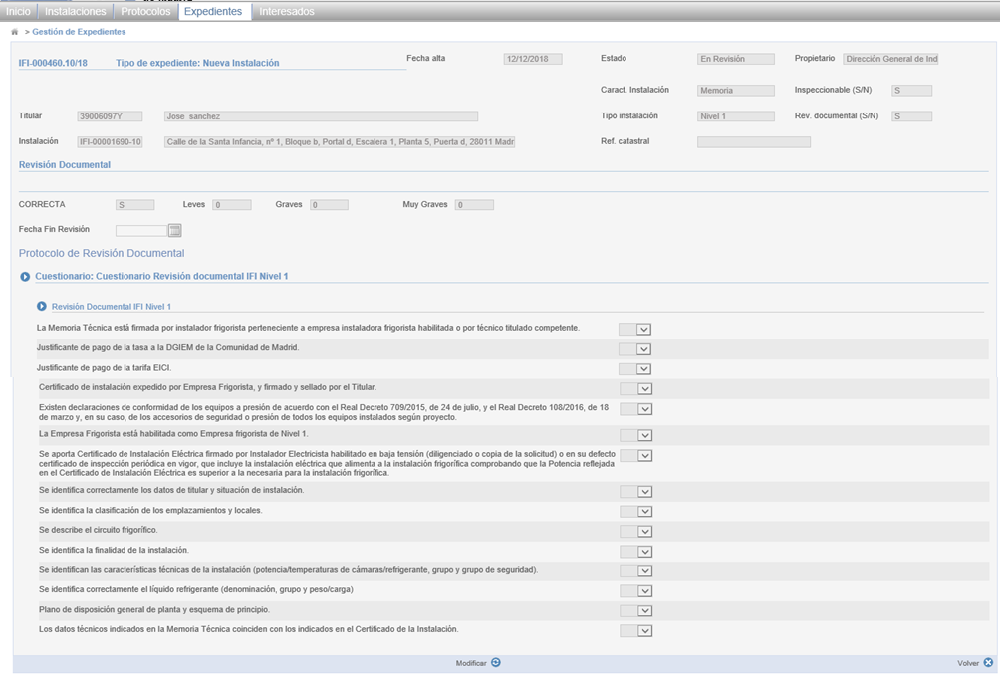 Inicio Instalaciones Protocolos Expedientes Interesados
> Gestión de Expedientes
IFI-000460.10/18 Tipo de expediente: Nueva Instalación Fecha alta 12/12/2018 Estado En Revisión Propietario Dirección General de Ind
Caract. Instalación Memoria Inspeccionable (S/N) S
Titular 39006097Y Jose sanchez Tipo instalación Nivel 1 Rev. documental (S/N) S
Instalación IFI-00001690-10 Calle de la Santa Infancia, nº 1, Bloque b, Portal d, Escalera 1, Planta 5, Puerta d, 28011 Madr Ref. catastral
Revisión Documental
CORRECTA S Leves 0 Graves 0 Muy Graves 0
Fecha Fin Revisión
Protocolo de Revisión Documental
Cuestionario: Cuestionario Revisión documental IFI Nivel 1
Revisión Documental IFI Nivel 1
La Memoria Técnica está firmada por instalador frigorista perteneciente a empresa instaladora frigorista habilitada o por técnico titulado competente.
Justificante de pago de la tasa a la DGIEM de la Comunidad de Madrid.
Justificante de pago de la tarifa EICI.
Certificado de instalación expedido por Empresa Frigorista, y firmado y sellado por el Titular.
Existen declaraciones de conformidad de los equipos a presión de acuerdo con el Real Decreto 709/2015, de 24 de julio, y el Real Decreto 108/2016, de 18
de marzo y, en su caso, de los accesorios de seguridad o presión de todos los equipos instalados según proyecto.
La Empresa Frigorista está habilitada como Empresa frigorista de Nivel 1.
Se aporta Certificado de Instalación Eléctrica firmado por Instalador Electricista habilitado en baja tensión (diligenciado o copia de la solicitud) o en su defecto
certificado de inspección periódica en vigor, que incluye la instalación eléctrica que alimenta a la instalación frigorífica comprobando que la Potencia reflejada
en el Certificado de Instalación Eléctrica es superior a la necesaria para la instalación frigorífica.
Se identifica correctamente los datos de titular y situación de instalación.
Se identifica la clasificación de los emplazamientos y locales.
Se describe el circuito frigorífico.
Se identifica la finalidad de la instalación.
Se identifican las características técnicas de la instalación (potencia/temperaturas de cámaras/refrigerante, grupo y grupo de seguridad).
Se identifica correctamente el líquido refrigerante (denominación, grupo y peso/carga)
Plano de disposición general de planta y esquema de principio.
Los datos técnicos indicados en la Memoria Técnica coinciden con los indicados en el Certificado de la Instalación.
Modificar Volver